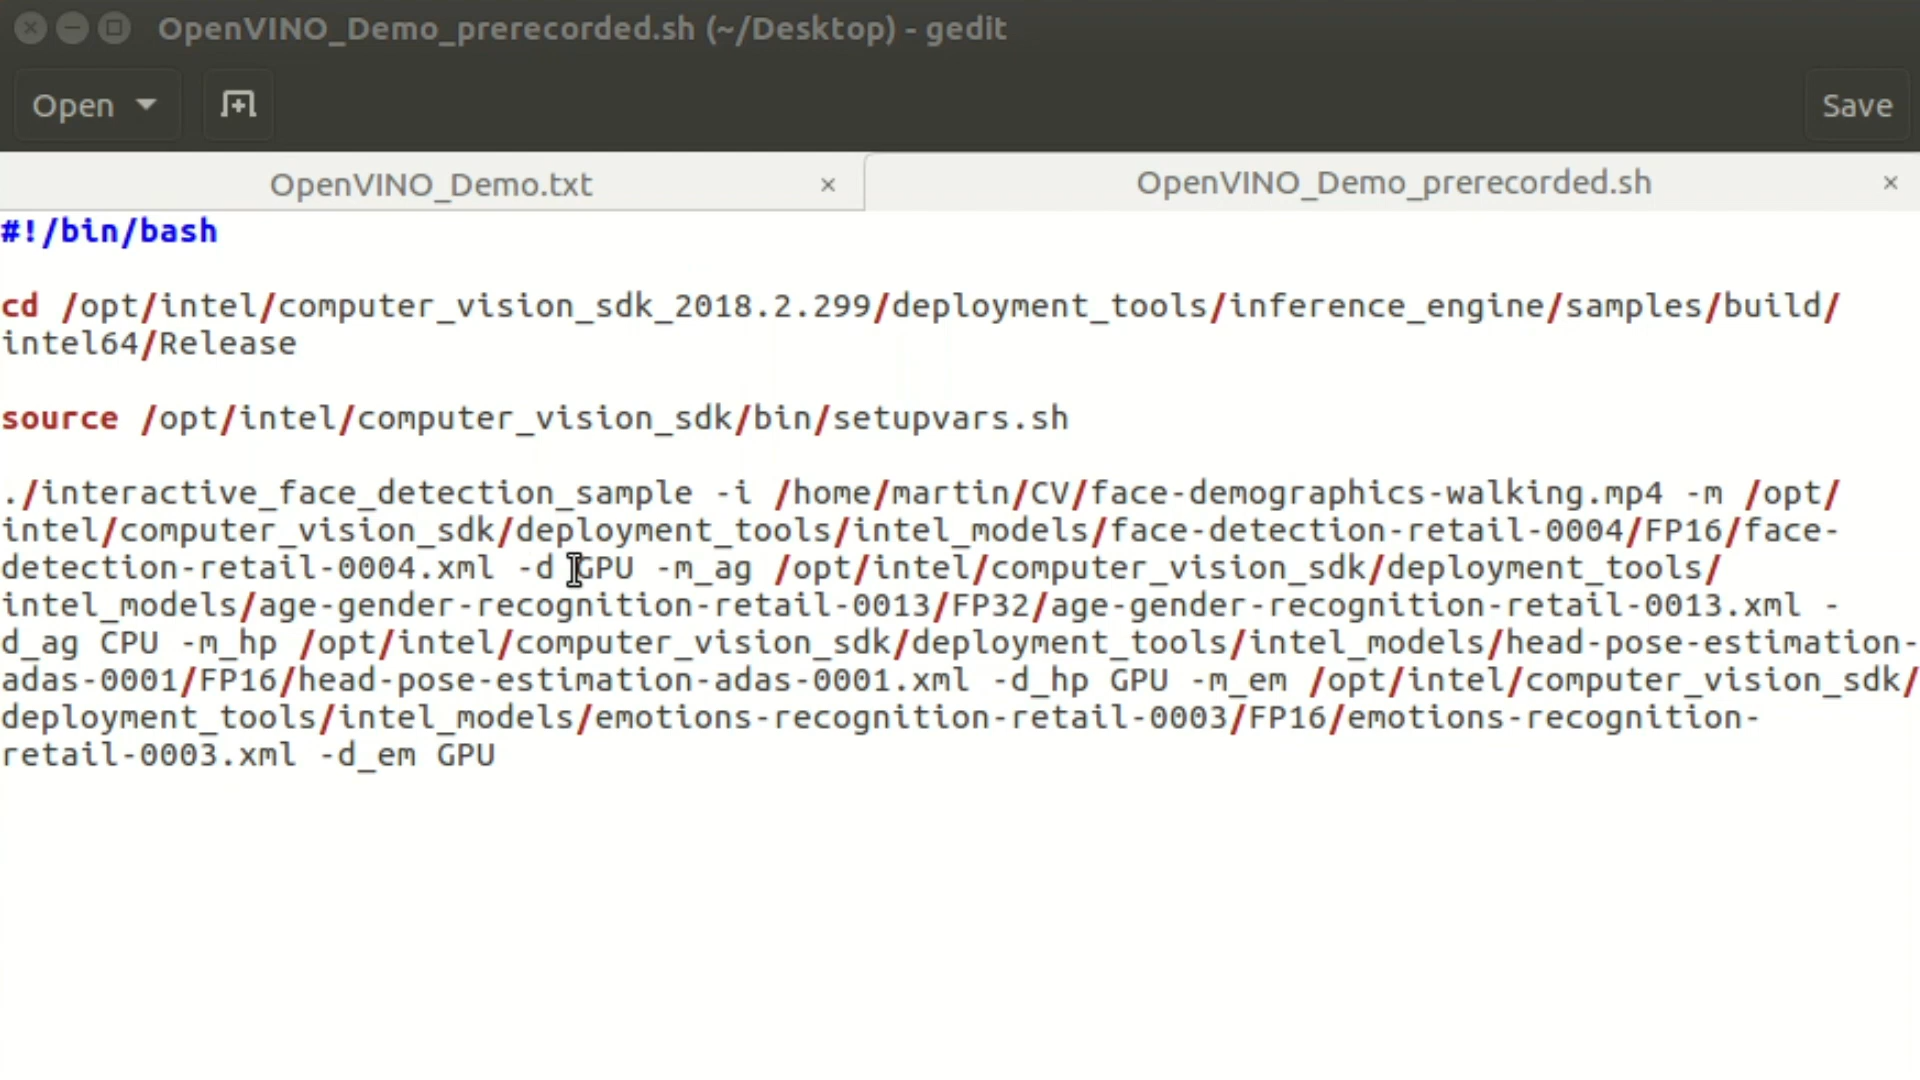 OpenVINO_Demo_prerecorded.sh (~/Desktop) - gedit
Open
Save
OpenVINO_Demo.txt × OpenVINO_Demo_prerecorded.sh ×
#!/bin/bash
cd /opt/intel/computer_vision_sdk_2018.2.299/deployment_tools/inference_engine/samples/build/
intel64/Release
source /opt/intel/computer_vision_sdk/bin/setupvars.sh
./interactive_face_detection_sample -i /home/martin/CV/face-demographics-walking.mp4 -m /opt/
intel/computer_vision_sdk/deployment_tools/intel_models/face-detection-retail-0004/FP16/face-
detection-retail-0004.xml -d GPU -m_ag /opt/intel/computer_vision_sdk/deployment_tools/
intel_models/age-gender-recognition-retail-0013/FP32/age-gender-recognition-retail-0013.xml -
d_ag CPU -m_hp /opt/intel/computer_vision_sdk/deployment_tools/intel_models/head-pose-estimation-
adas-0001/FP16/head-pose-estimation-adas-0001.xml -d_hp GPU -m_em /opt/intel/computer_vision_sdk/
deployment_tools/intel_models/emotions-recognition-retail-0003/FP16/emotions-recognition-
retail-0003.xml -d_em GPU